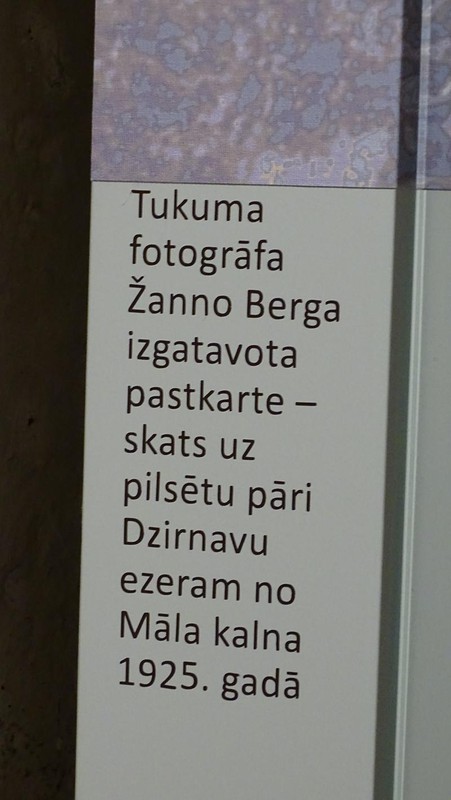 Tukuma
fotogrāfa
Žanno Berga
izgatavota
pastkarte –
skats uz
pilsētu pāri
Dzirnavu
ezeram no
Māla kalna
1925. gadā